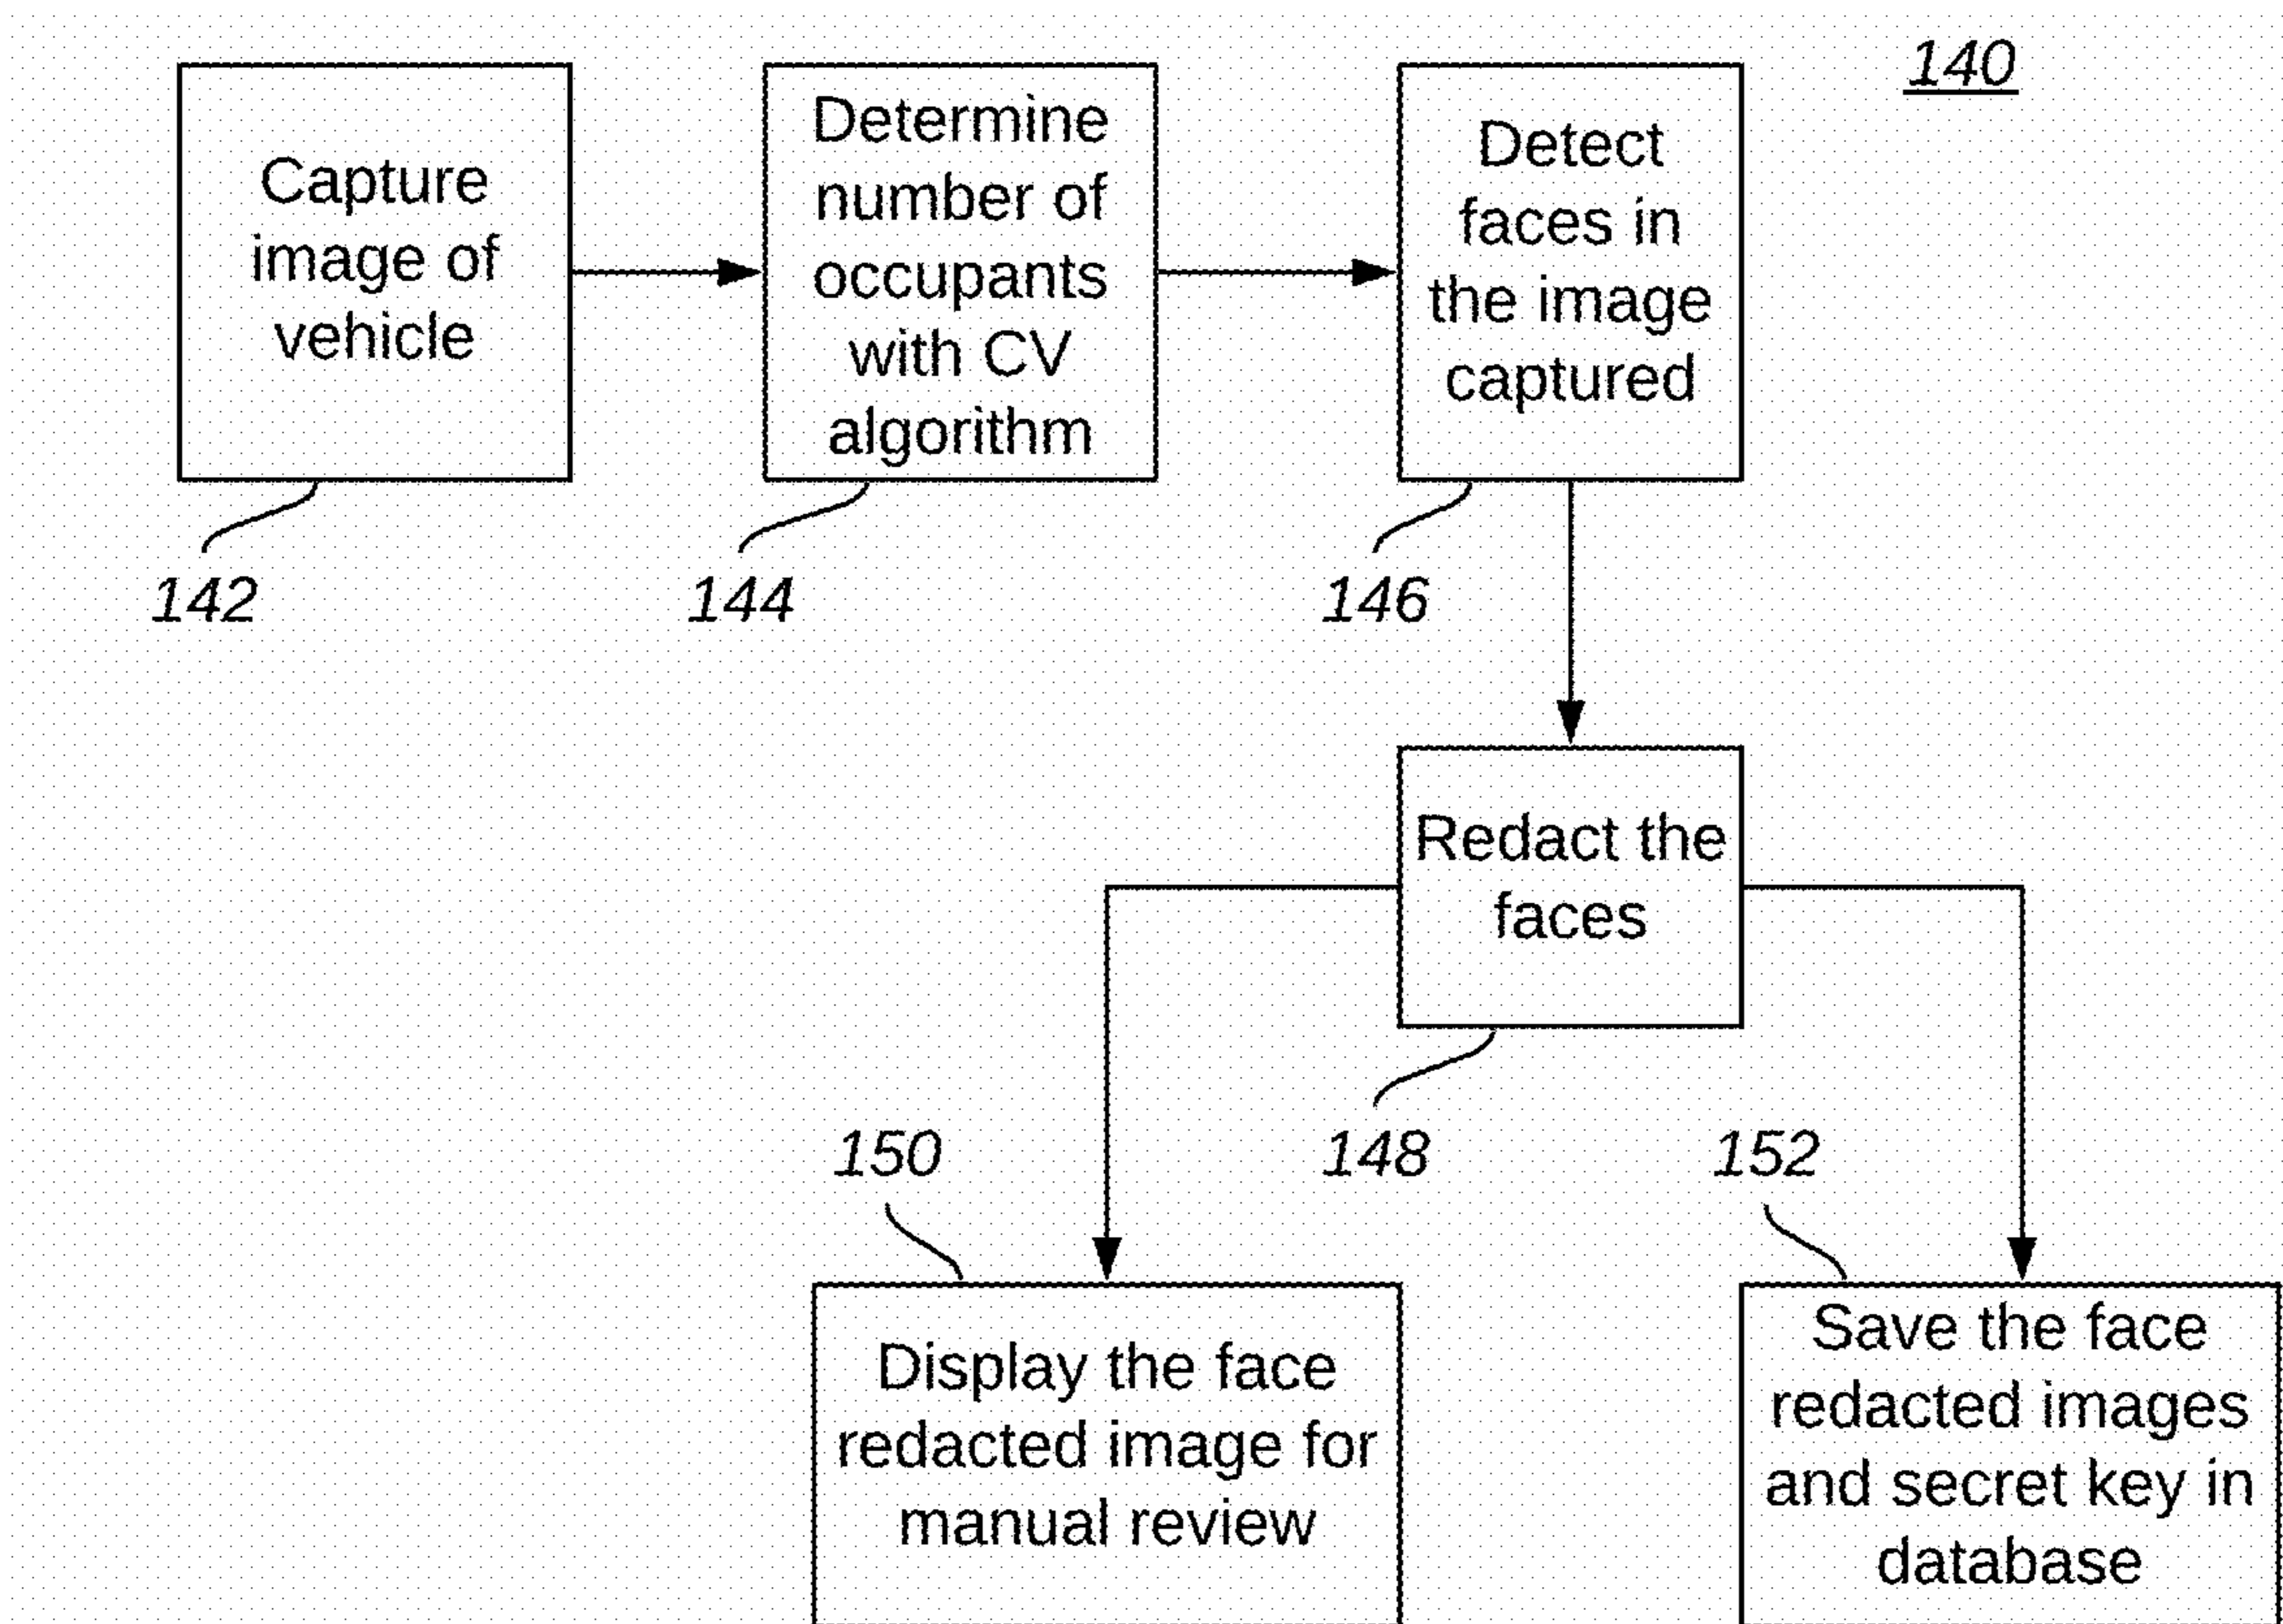 140
Capture
image of
vehicle
142
Determine
number of
occupants
with CV
algorithm
144
Detect
faces in
the image
captured
146
Redact the
faces
148
150
Display the face
redacted image for
manual review
152
Save the face
redacted images
and secret key in
database